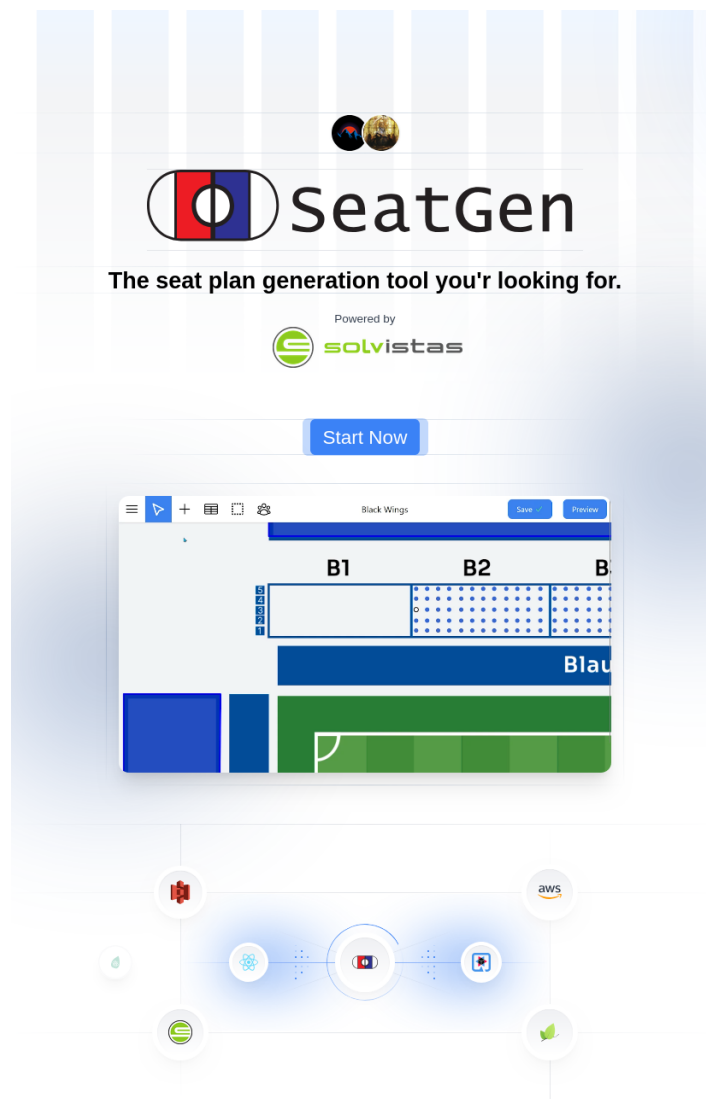 SeatGen
The seat plan generation tool you'r looking for.
Powered by
solvistas
Start Now
Black Wings
Save
Preview
B1
B2
B3
5
4
3
2
1
Blau
aws